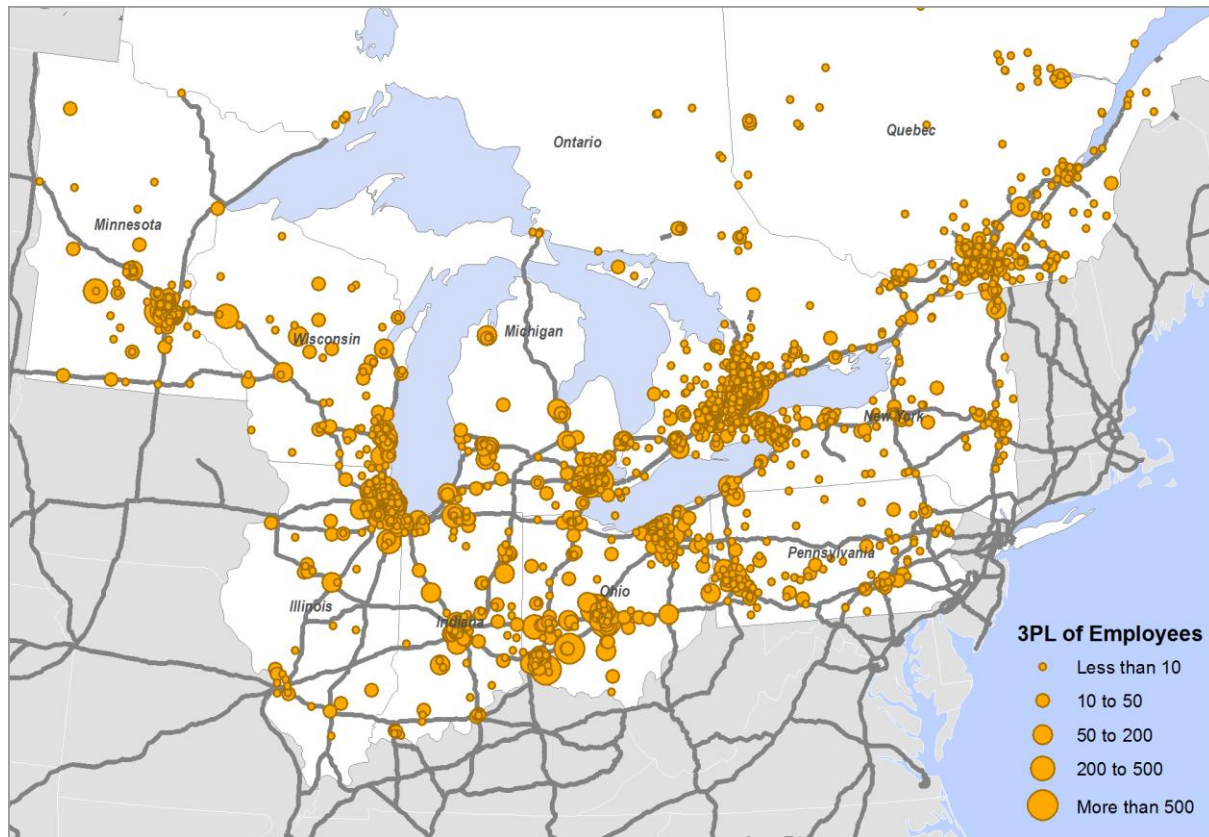 Ontario
Quebec
Minnesota
Wisconsin
Michigan
New York
Pennsylvania
Ohio
Illinois
Indiana
3PL of Employees
Less than 10
10 to 50
50 to 200
200 to 500
More than 500